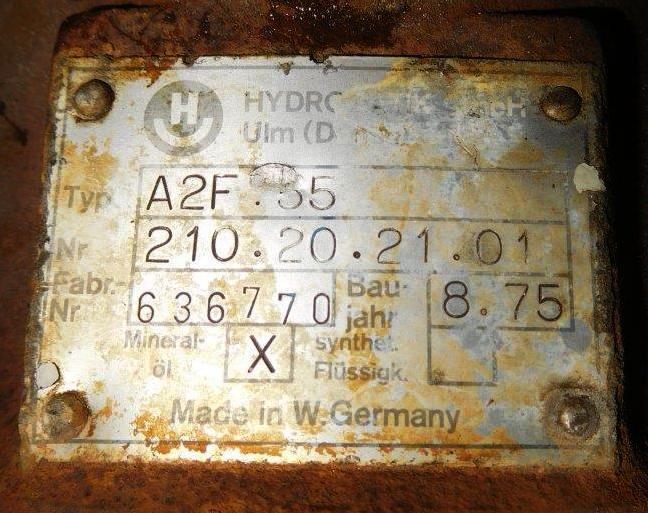 H HYDRO
Ulm (D
Typ A2F.55
Nr 210.20.21.01
Fabr.- Nr 636770 Bau- jahr 8.75
Mineral- öl X synthet. Flüssigk.
Made in W.Germany